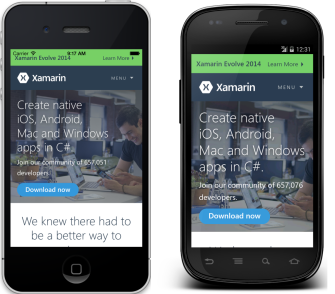 Carrier 9:17 AM
Xamarin Evolve 2014 Learn More
Xamarin MENU
Create native
iOS, Android,
Mac and Windows
apps in C#.
Join our community of 657,051
developers.
Download now
We knew there had to
be a better way to
12:31
Xamarin Evolve 2014 Learn More
Xamarin MENU
Create native
iOS, Android,
Mac and Windows
apps in C#.
Join our community of 657,076
developers.
Download now